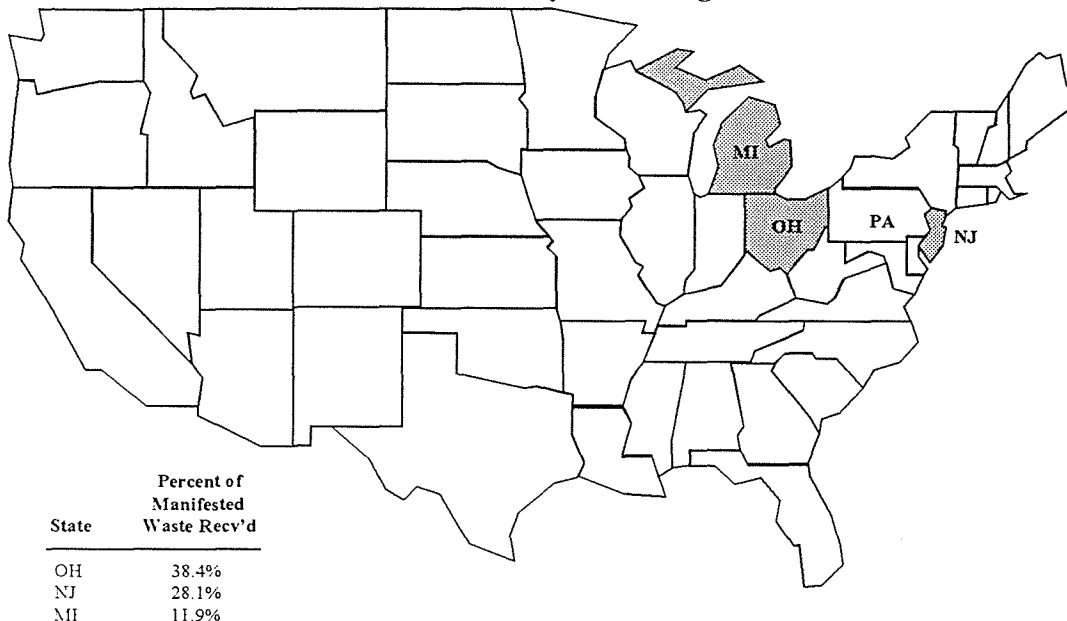 MI
OH
PA
NJ
Percent of
Manifested
State Waste Recv'd
OH 38.4%
NJ 28.1%
MI 11.9%